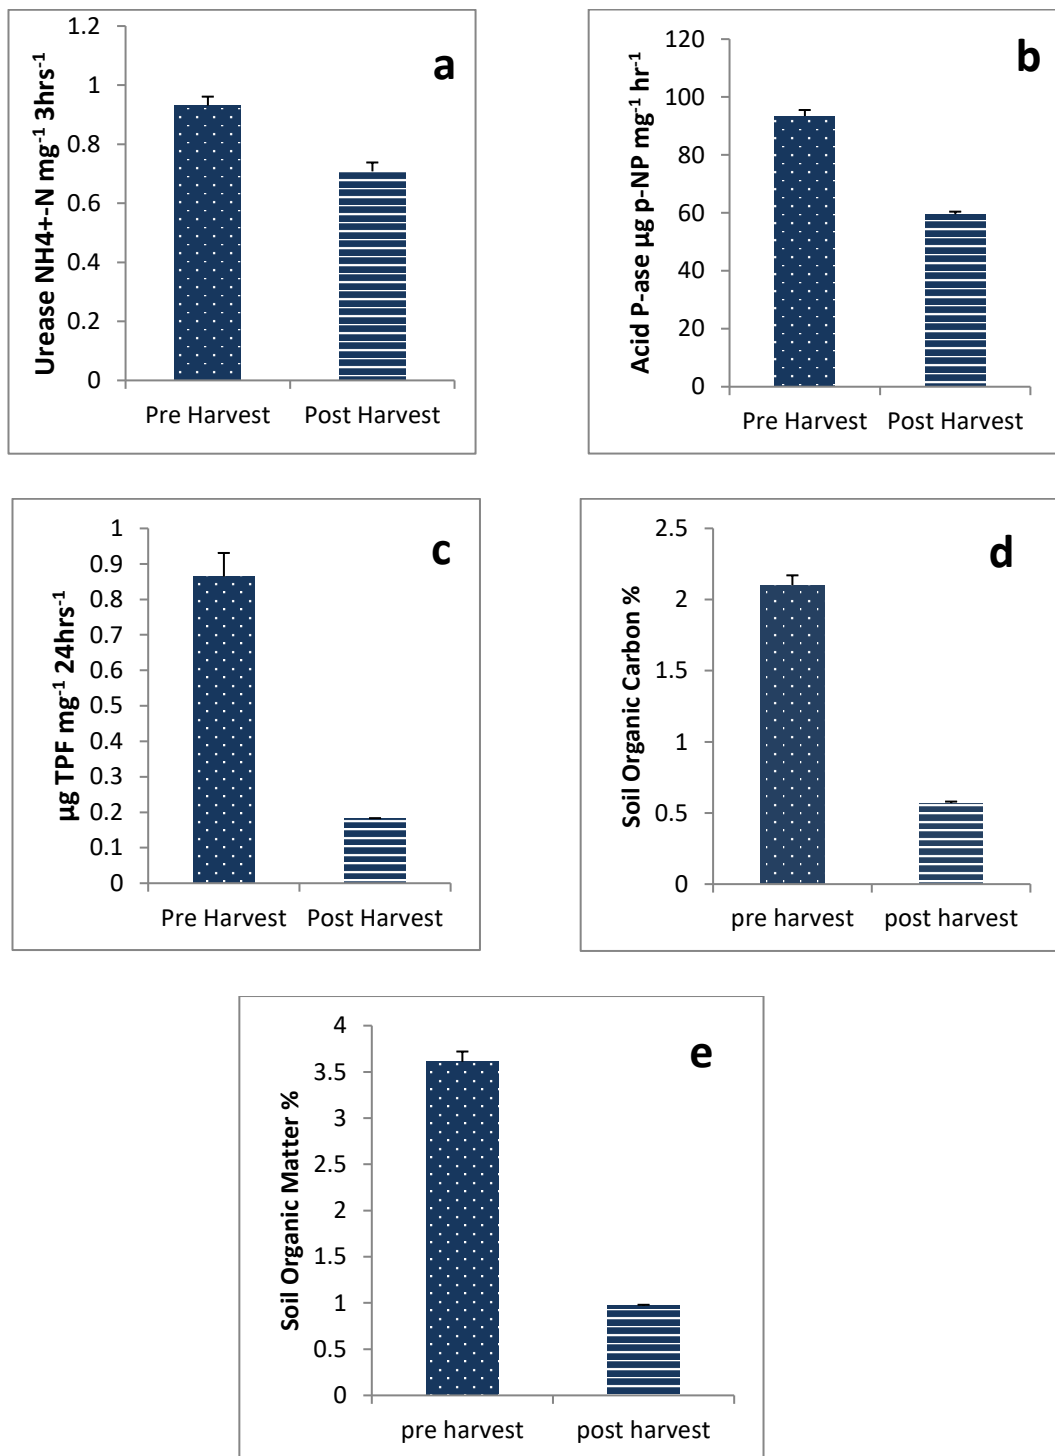 a
Urease NH4+-N mg⁻¹ 3hrs⁻¹
1.2
1
0.8
0.6
0.4
0.2
0
Pre Harvest Post Harvest
b
Acid P-ase µg p-NP mg⁻¹ hr⁻¹
120
100
80
60
40
20
0
Pre Harvest Post Harvest
c
µg TPF mg⁻¹ 24hrs⁻¹
1
0.9
0.8
0.7
0.6
0.5
0.4
0.3
0.2
0.1
0
Pre Harvest Post Harvest
d
Soil Organic Carbon %
2.5
2
1.5
1
0.5
0
pre harvest post harvest
e
Soil Organic Matter %
4
3.5
3
2.5
2
1.5
1
0.5
0
pre harvest post harvest